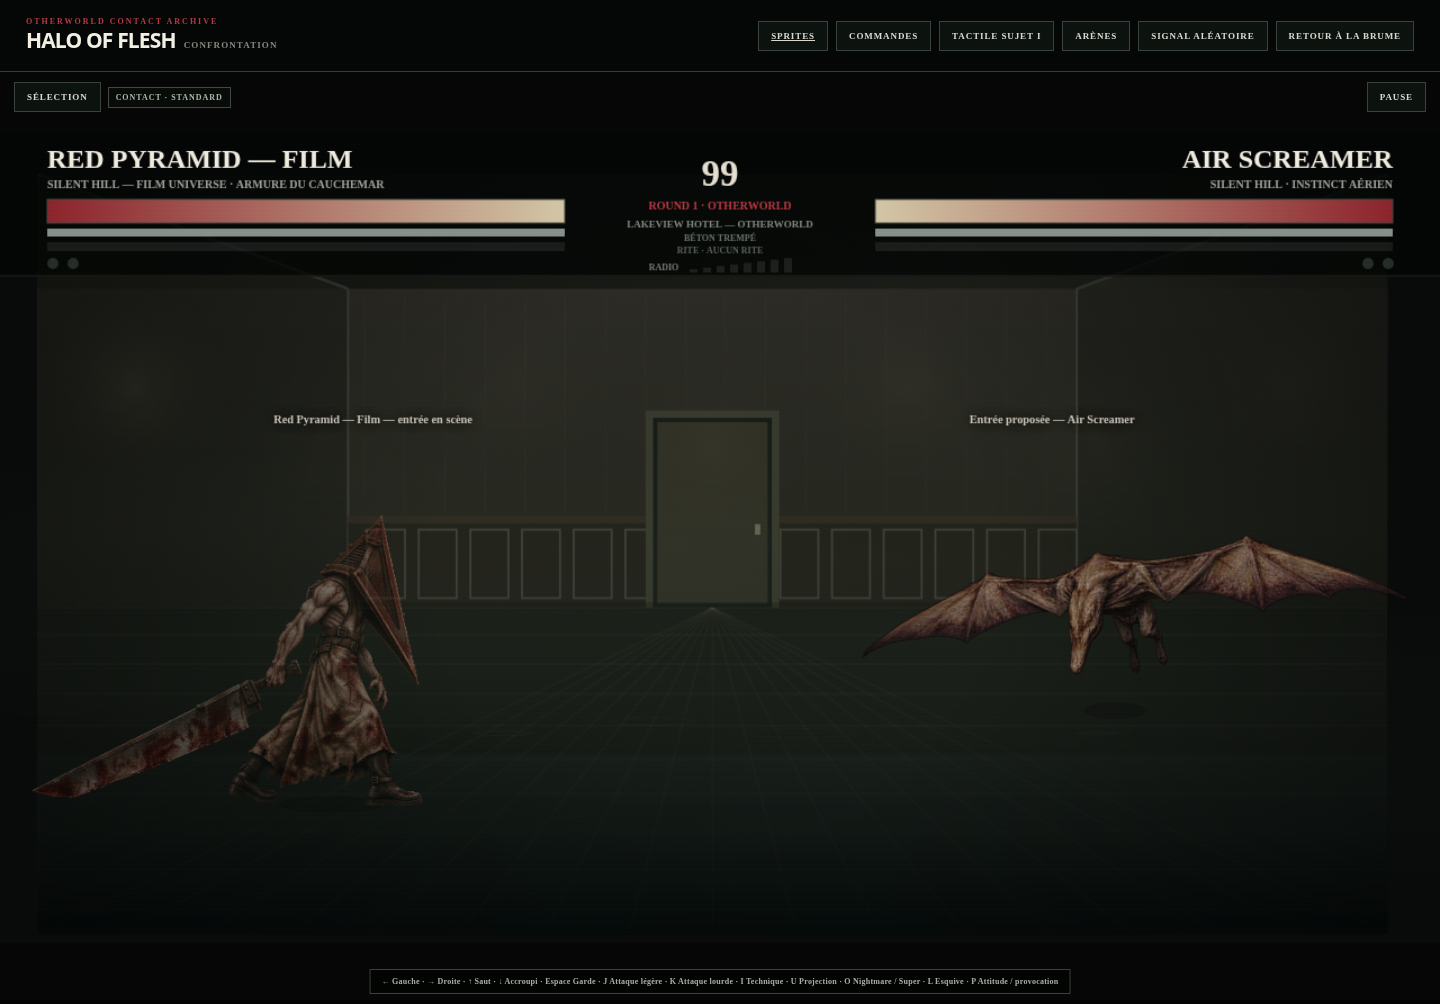 OTHERWORLD CONTACT ARCHIVE
HALO OF FLESH CONFRONTATION
SPRITES
COMMANDES
TACTILE SUJET I
ARÈNES
SIGNAL ALÉATOIRE
RETOUR À LA BRUME
SÉLECTION
CONTACT · STANDARD
PAUSE
RED PYRAMID — FILM
SILENT HILL — FILM UNIVERSE · ARMURE DU CAUCHEMAR
99
ROUND 1 · OTHERWORLD
LAKEVIEW HOTEL — OTHERWORLD
BÉTON TREMPÉ
RITE · AUCUN RITE
RADIO
AIR SCREAMER
SILENT HILL · INSTINCT AÉRIEN
Red Pyramid — Film — entrée en scène
Entrée proposée — Air Screamer
← Gauche · → Droite · ↑ Saut · ↓ Accroupi · Espace Garde · J Attaque légère · K Attaque lourde · I Technique · U Projection · O Nightmare / Super · L Esquive · P Attitude / provocation